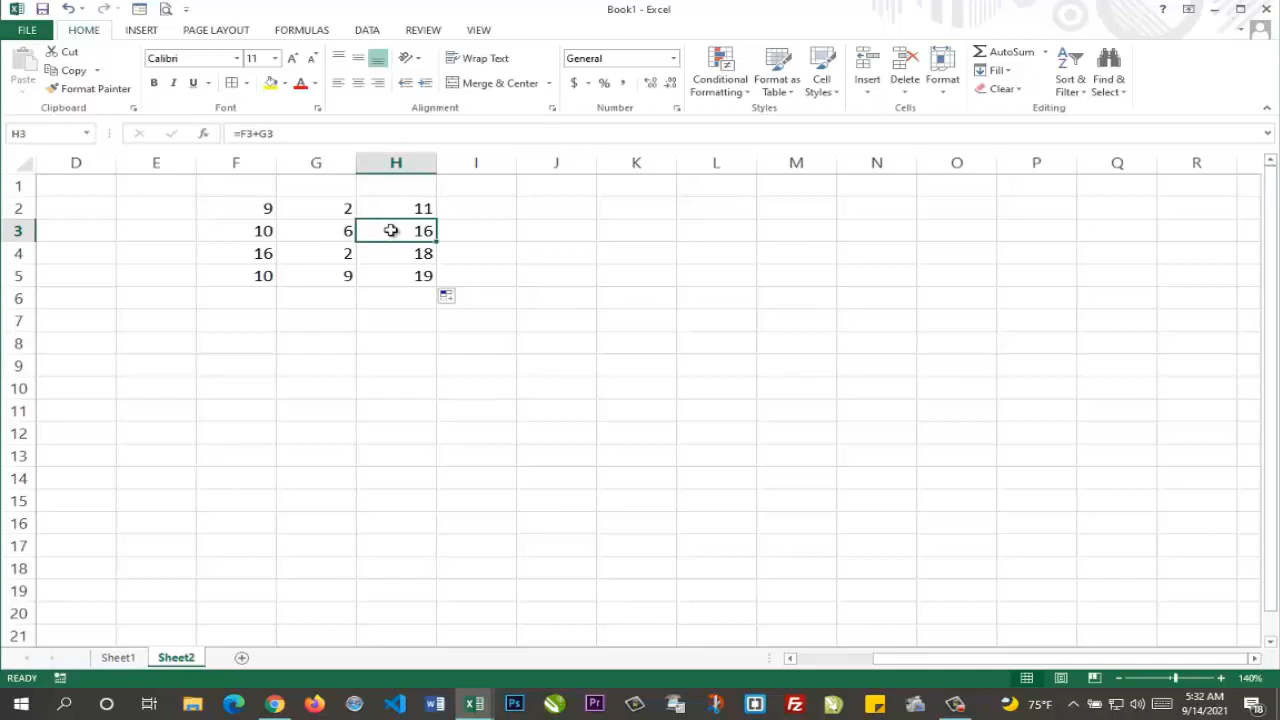 Book1 - Excel
FILE HOME INSERT PAGE LAYOUT FORMULAS DATA REVIEW VIEW
Paste Cut Calibri 11 Wrap Text General Conditional Formatting Format as Table Cell Styles Insert Delete Format AutoSum Sort & Filter Find & Select
Copy Fill
Format Painter B I U Merge & Center $ % , Clear
Clipboard Font Alignment Number Styles Cells Editing
H3 fx =F3+G3
D E F G H I J K L M N O P Q R
1
2 9 2 11
3 10 6 16
4 16 2 18
5 10 9 19
6
7
8
9
10
11
12
13
14
15
16
17
18
19
20
21
Sheet1 Sheet2
READY 140%
75°F 5:32 AM
9/14/2021